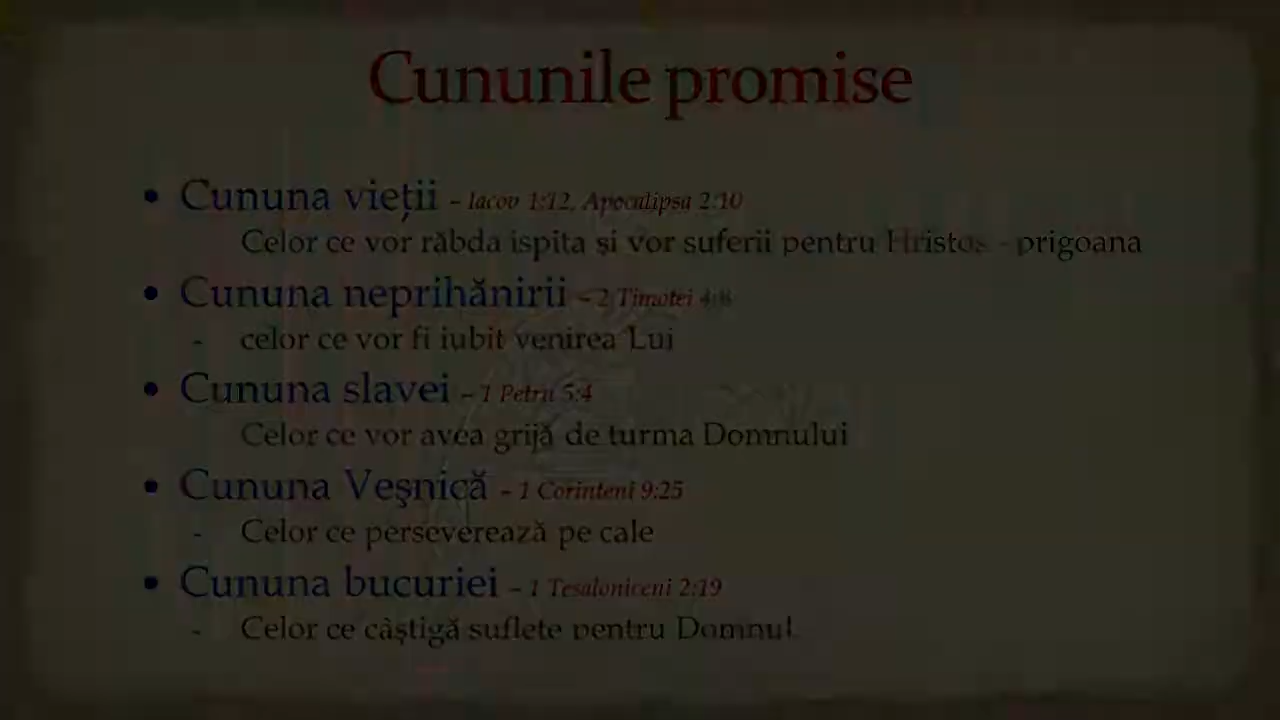 Cununile promise
• Cununa vieții – Iacov 1:12, Apocalipsa 2:10
Celor ce vor răbda ispita și vor suferii pentru Hristos - prigoana
• Cununa neprihănirii – 2 Timotei 4:8
- celor ce vor fi iubit venirea Lui
• Cununa slavei – 1 Petru 5:4
Celor ce vor avea grijă de turma Domnului
• Cununa Veşnică – 1 Corinteni 9:25
- Celor ce perseverează pe cale
• Cununa bucuriei – 1 Tesaloniceni 2:19
- Celor ce câştigă suflete pentru Domnul